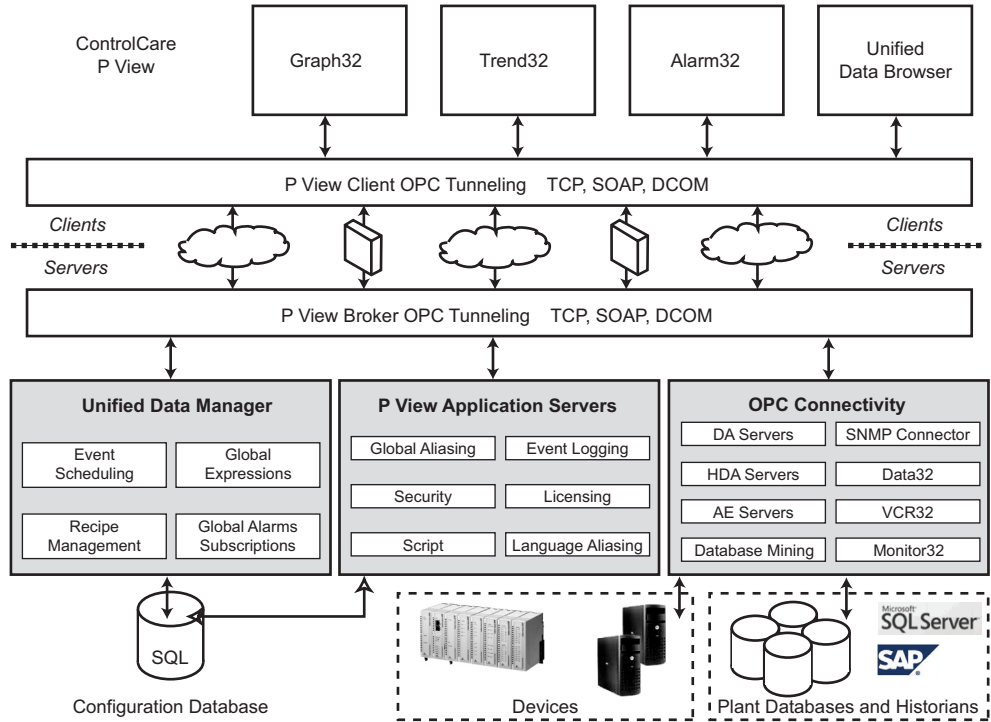 ControlCare
P View
Graph32
Trend32
Alarm32
Unified
Data Browser
P View Client OPC Tunneling TCP, SOAP, DCOM
Clients
Servers
Clients
Servers
P View Broker OPC Tunneling TCP, SOAP, DCOM
Unified Data Manager
Event
Scheduling
Global
Expressions
Recipe
Management
Global Alarms
Subscriptions
P View Application Servers
Global Aliasing
Event Logging
Security
Licensing
Script
Language Aliasing
OPC Connectivity
DA Servers
SNMP Connector
HDA Servers
Data32
AE Servers
VCR32
Database Mining
Monitor32
SQL
Configuration Database
Devices
Microsoft
SQL Server
SAP
Plant Databases and Historians